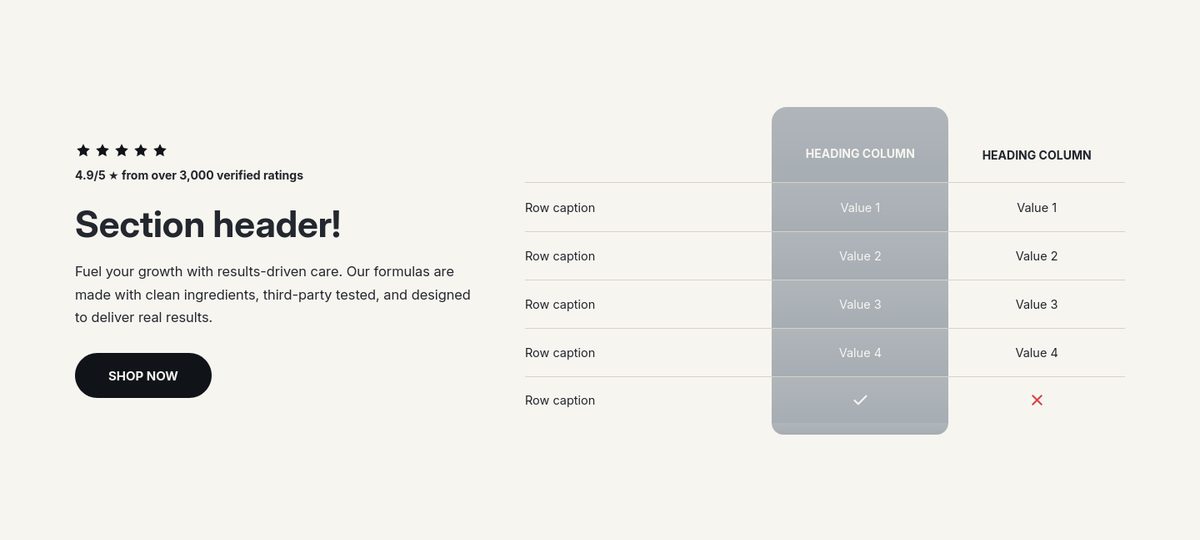 4.9/5 ★ from over 3,000 verified ratings
Section header!
Fuel your growth with results-driven care. Our formulas are
made with clean ingredients, third-party tested, and designed
to deliver real results.
SHOP NOW
HEADING COLUMN HEADING COLUMN
Row caption Value 1 Value 1
Row caption Value 2 Value 2
Row caption Value 3 Value 3
Row caption Value 4 Value 4
Row caption